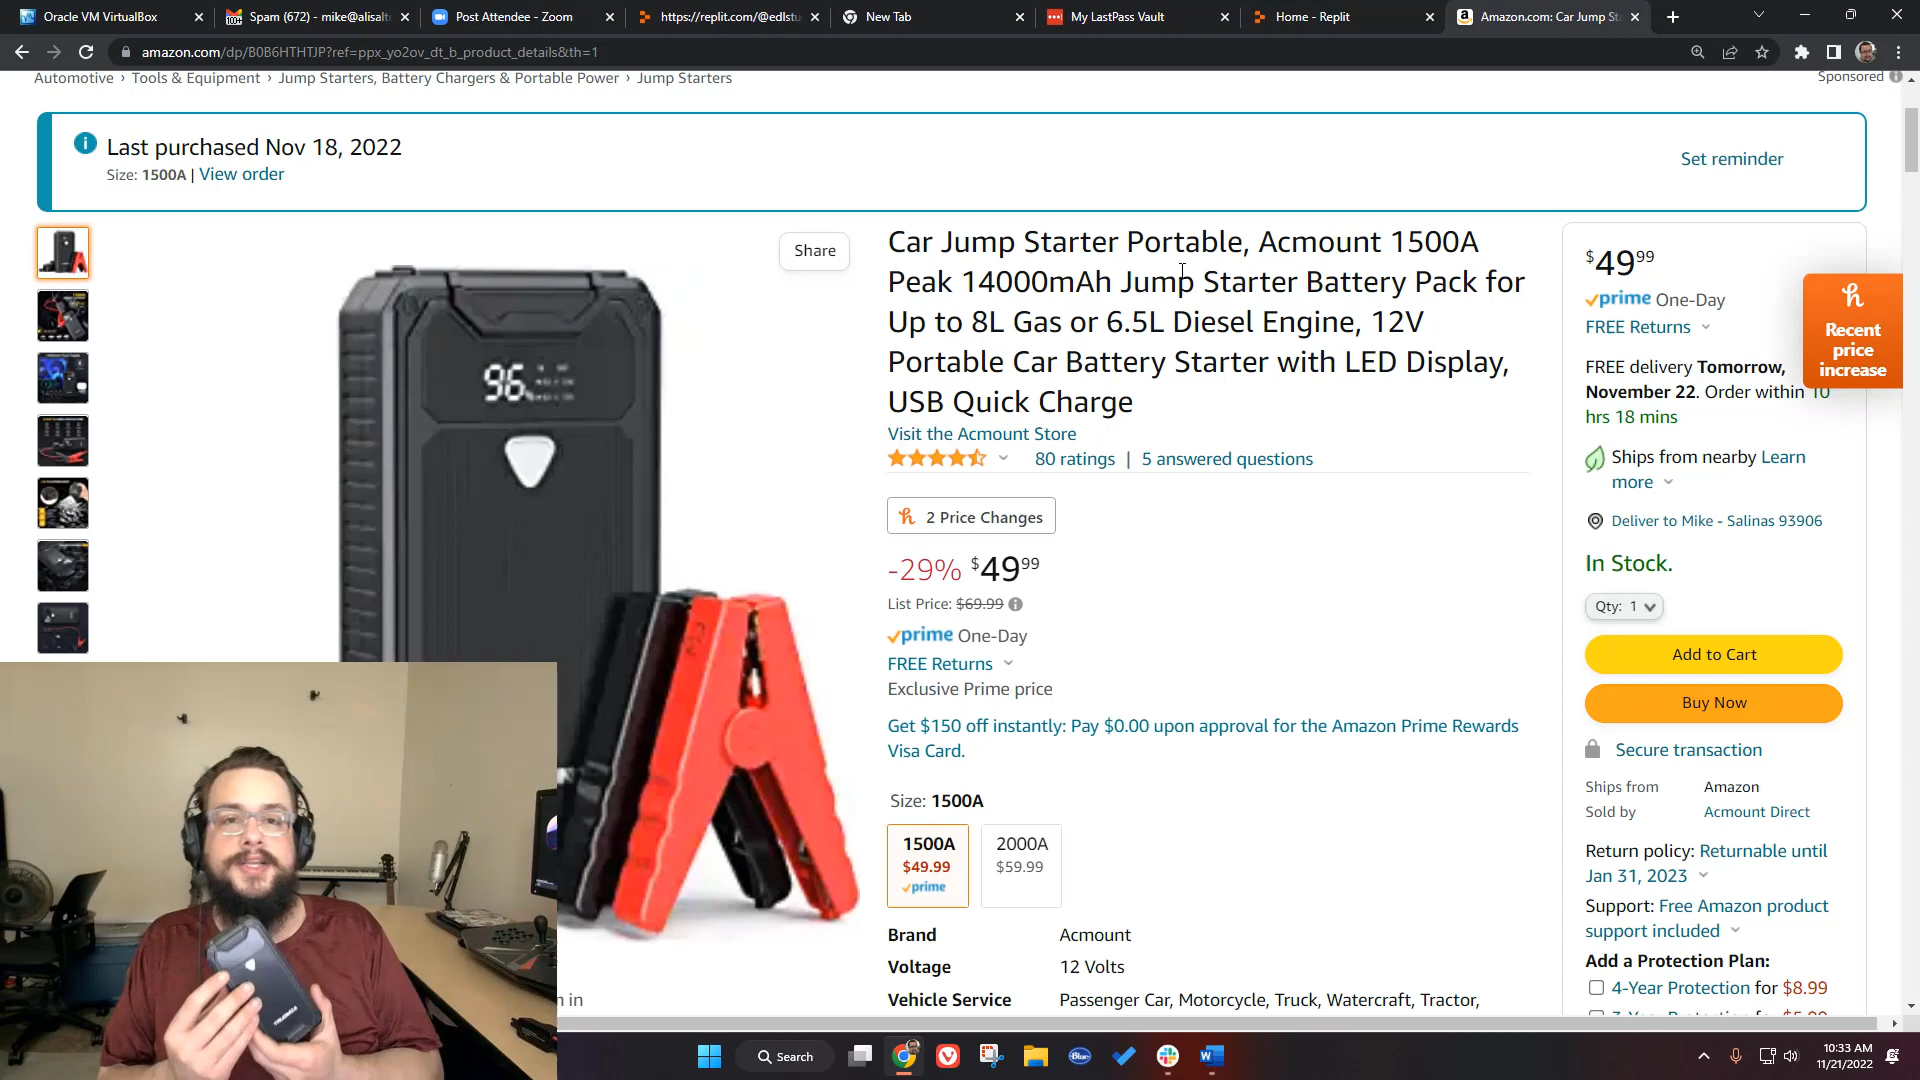 Oracle VM VirtualBox
Spam (672) - mike@alisal
Post Attendee - Zoom
https://replit.com/@edlstu
New Tab
My LastPass Vault
Home - Replit
Amazon.com: Car Jump St
amazon.com/dp/B0B6HTHTJP?ref=ppx_yo2ov_dt_b_product_details&th=1
Automotive › Tools & Equipment › Jump Starters, Battery Chargers & Portable Power › Jump Starters
Sponsored
Last purchased Nov 18, 2022
Size: 1500A | View order
Set reminder
Share
96%
Car Jump Starter Portable, Acmount 1500A
Peak 14000mAh Jump Starter Battery Pack for
Up to 8L Gas or 6.5L Diesel Engine, 12V
Portable Car Battery Starter with LED Display,
USB Quick Charge
Visit the Acmount Store
80 ratings | 5 answered questions
2 Price Changes
-29% $49.99
List Price: $69.99
prime One-Day
FREE Returns
Exclusive Prime price
Get $150 off instantly: Pay $0.00 upon approval for the Amazon Prime Rewards
Visa Card.
Size: 1500A
1500A
$49.99
prime
2000A
$59.99
Brand Acmount
Voltage 12 Volts
Vehicle Service Passenger Car, Motorcycle, Truck, Watercraft, Tractor,
n in
$49.99
prime One-Day
FREE Returns
FREE delivery Tomorrow,
November 22. Order within 10
hrs 18 mins
Ships from nearby Learn
more
Deliver to Mike - Salinas 93906
In Stock.
Qty: 1
Add to Cart
Buy Now
Secure transaction
Ships from Amazon
Sold by Acmount Direct
Return policy: Returnable until
Jan 31, 2023
Support: Free Amazon product
support included
Add a Protection Plan:
4-Year Protection for $8.99
h
Recent
price
increase
Search
Blue
10:33 AM
11/21/2022